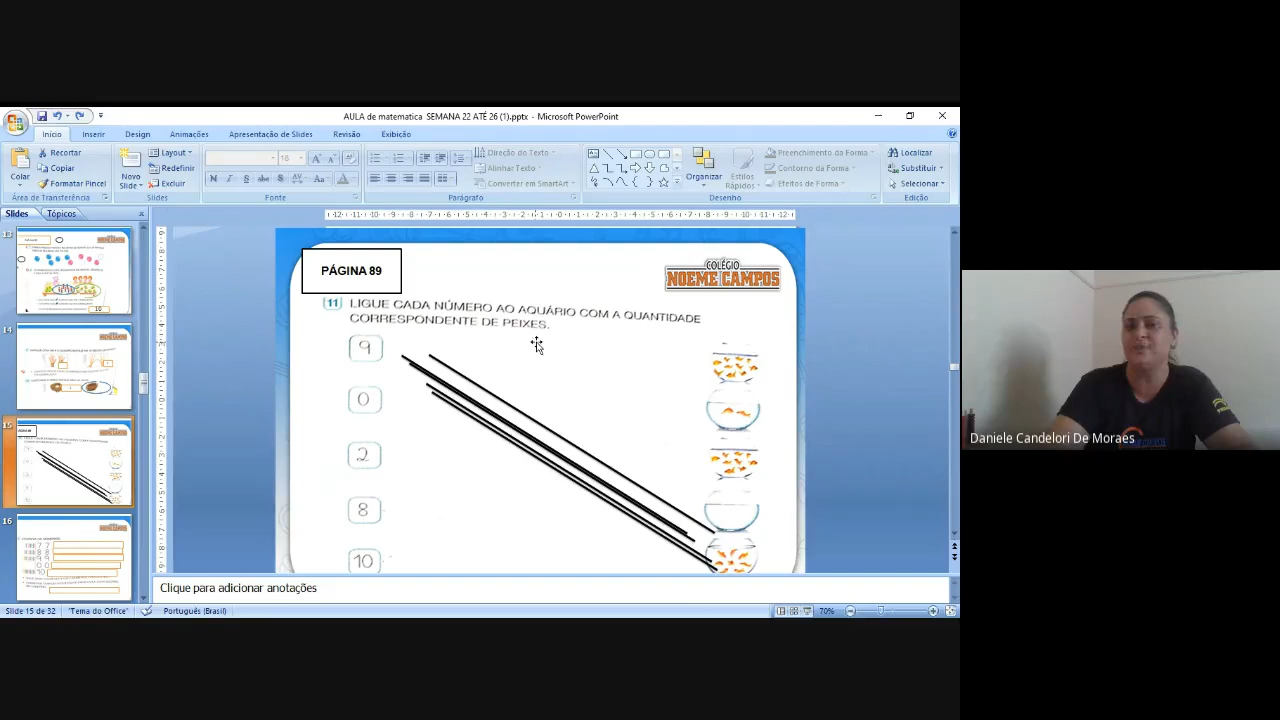 AULA de matematica SEMANA 22 ATÉ 26 (1).pptx - Microsoft PowerPoint
Início Inserir Design Animações Apresentação de Slides Revisão Exibição
Colar
Recortar
Copiar
Formatar Pincel
Área de Transferência
Novo Slide
Layout
Redefinir
Excluir
Slides
18
Fonte
Parágrafo
Direção do Texto
Alinhar Texto
Converter em SmartArt
Organizar
Estilos Rápidos
Preenchimento da Forma
Contorno da Forma
Efeitos de Forma
Desenho
Localizar
Substituir
Selecionar
Edição
Slides Tópicos
13
14
15
16
PÁGINA 89
COLÉGIO
NOEME CAMPOS
11 LIGUE CADA NÚMERO AO AQUÁRIO COM A QUANTIDADE
CORRESPONDENTE DE PEIXES.
9
0
2
8
10
Clique para adicionar anotações
Slide 15 de 32 "Tema do Office" Português (Brasil) 70%
Daniele Candelori De Moraes